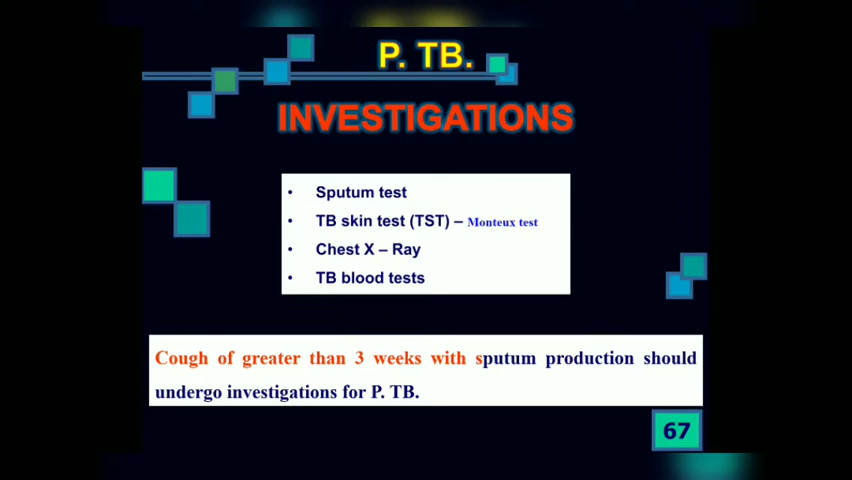 P. TB.
INVESTIGATIONS
• Sputum test
• TB skin test (TST) – Monteux test
• Chest X – Ray
• TB blood tests
Cough of greater than 3 weeks with sputum production should
undergo investigations for P. TB.
67